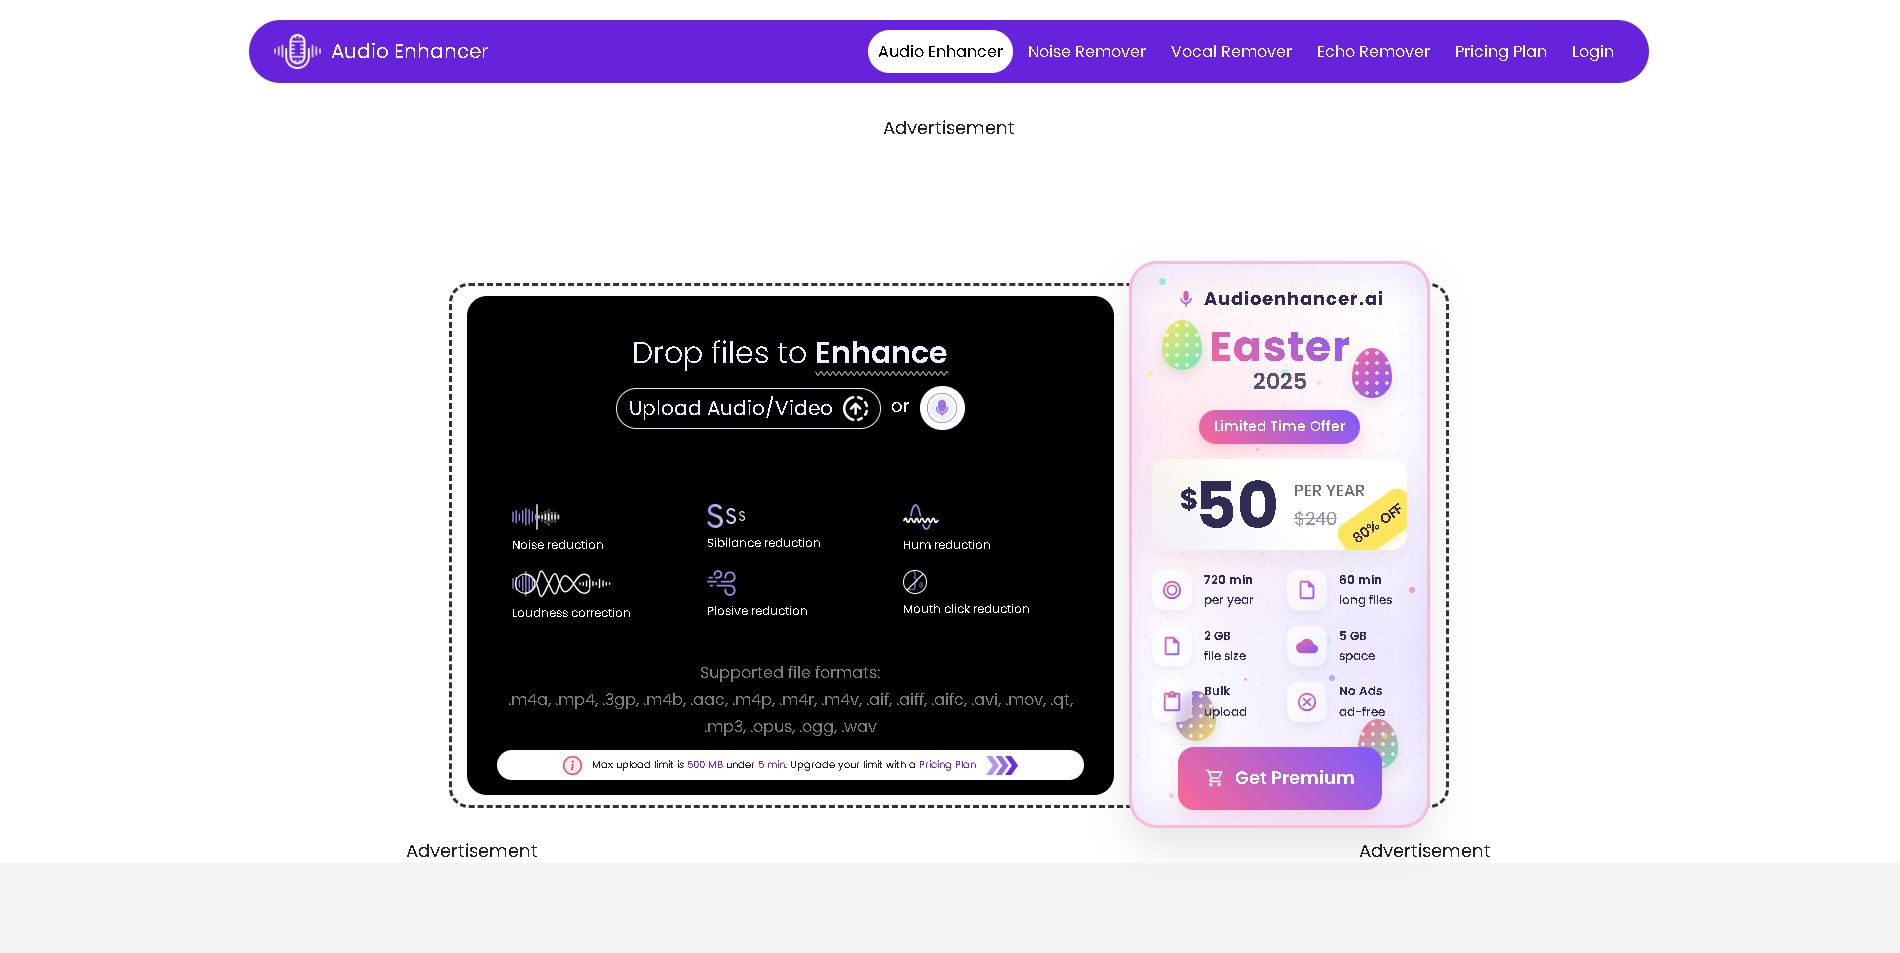 Audio Enhancer
Audio Enhancer Noise Remover Vocal Remover Echo Remover Pricing Plan Login
Advertisement
Drop files to Enhance
Upload Audio/Video or
Noise reduction
Sss
Sibilance reduction
Hum reduction
Loudness correction
Plosive reduction
Mouth click reduction
Supported file formats:
.m4a, .mp4, .3gp, .m4b, .aac, .m4p, .m4r, .m4v, .aif, .aiff, .aifc, .avi, .mov, .qt,
.mp3, .opus, .ogg, .wav
i Max upload limit is 500 MB under 5 min. Upgrade your limit with a Pricing Plan
Audioenhancer.ai
Easter
2025
Limited Time Offer
$50
PER YEAR
$240
80% OFF
720 min
per year
60 min
long files
2 GB
file size
5 GB
space
Bulk
upload
No Ads
ad-free
Get Premium
Advertisement
Advertisement